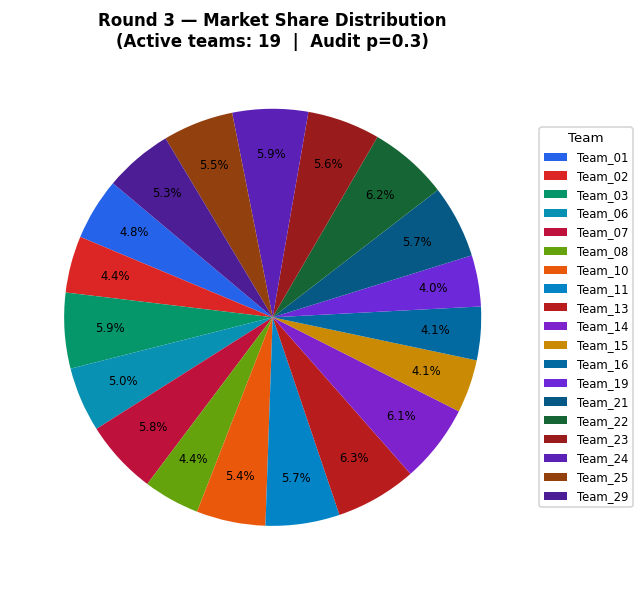 Round 3 — Market Share Distribution
(Active teams: 19 | Audit p=0.3)
5.9%
5.6%
5.5%
6.2%
5.3%
4.8%
5.7%
4.4%
4.0%
5.9%
4.1%
5.0%
4.1%
5.8%
6.1%
4.4%
6.3%
5.4%
5.7%
Team
Team_01
Team_02
Team_03
Team_06
Team_07
Team_08
Team_10
Team_11
Team_13
Team_14
Team_15
Team_16
Team_19
Team_21
Team_22
Team_23
Team_24
Team_25
Team_29